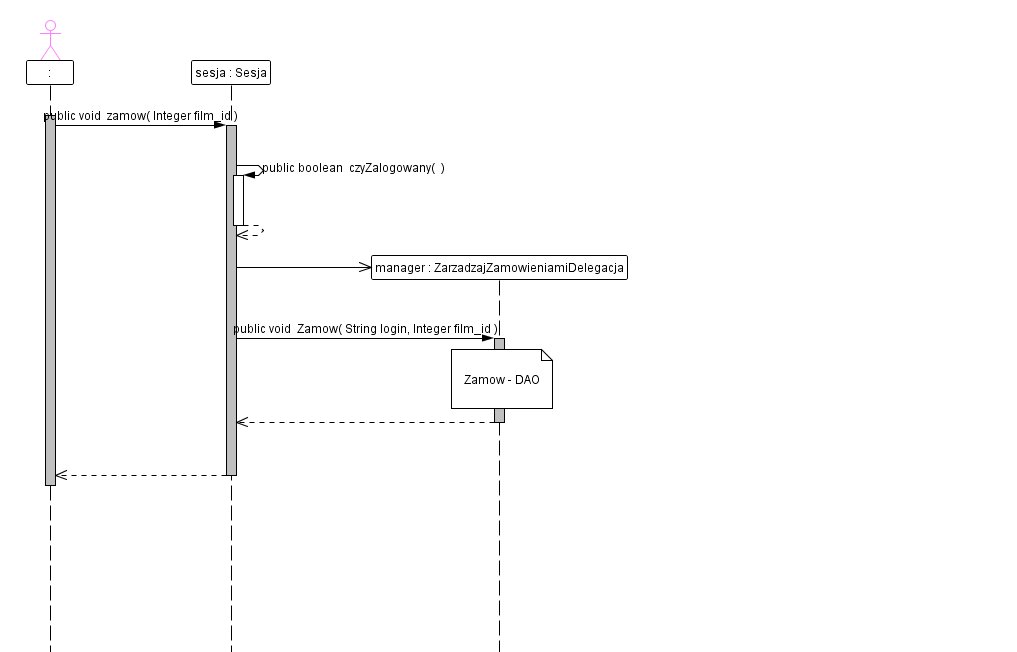 :
sesja : Sesja
public void  zamow( Integer film_id )
public boolean  czyZalogowany(  )
manager : ZarzadzajZamowieniamiDelegacja
public void  Zamow( String login, Integer film_id )
Zamow - DAO